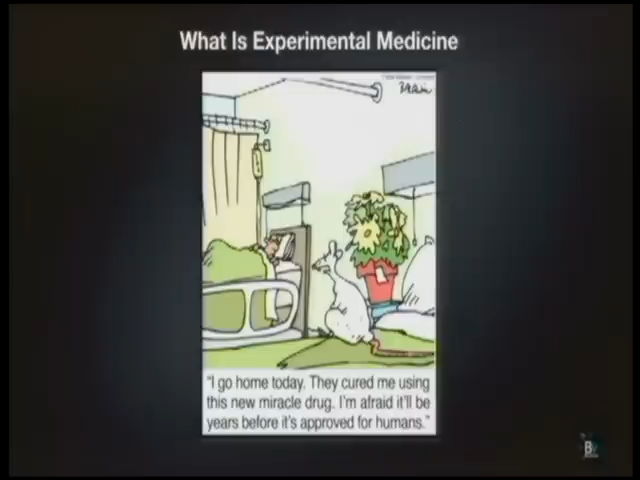 What Is Experimental Medicine
"I go home today. They cured me using
this new miracle drug. I'm afraid it'll be
years before it's approved for humans."
B